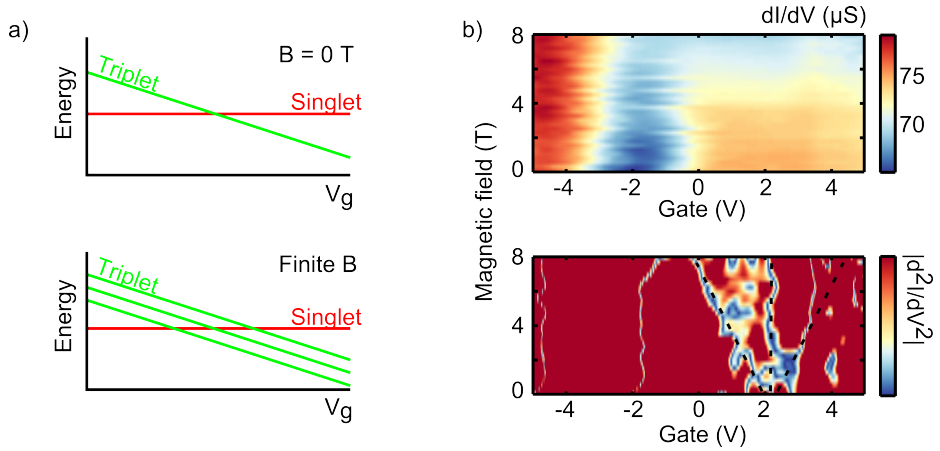 a)
B = 0 T
Triplet
Singlet
Energy
Vg
Finite B
Triplet
Singlet
Energy
Vg
b)
dI/dV (µS)
8
4
0
-4 -2 0 2 4
Gate (V)
75
70
Magnetic field (T)
8
4
0
-4 -2 0 2 4
Gate (V)
|d²I/dV²|